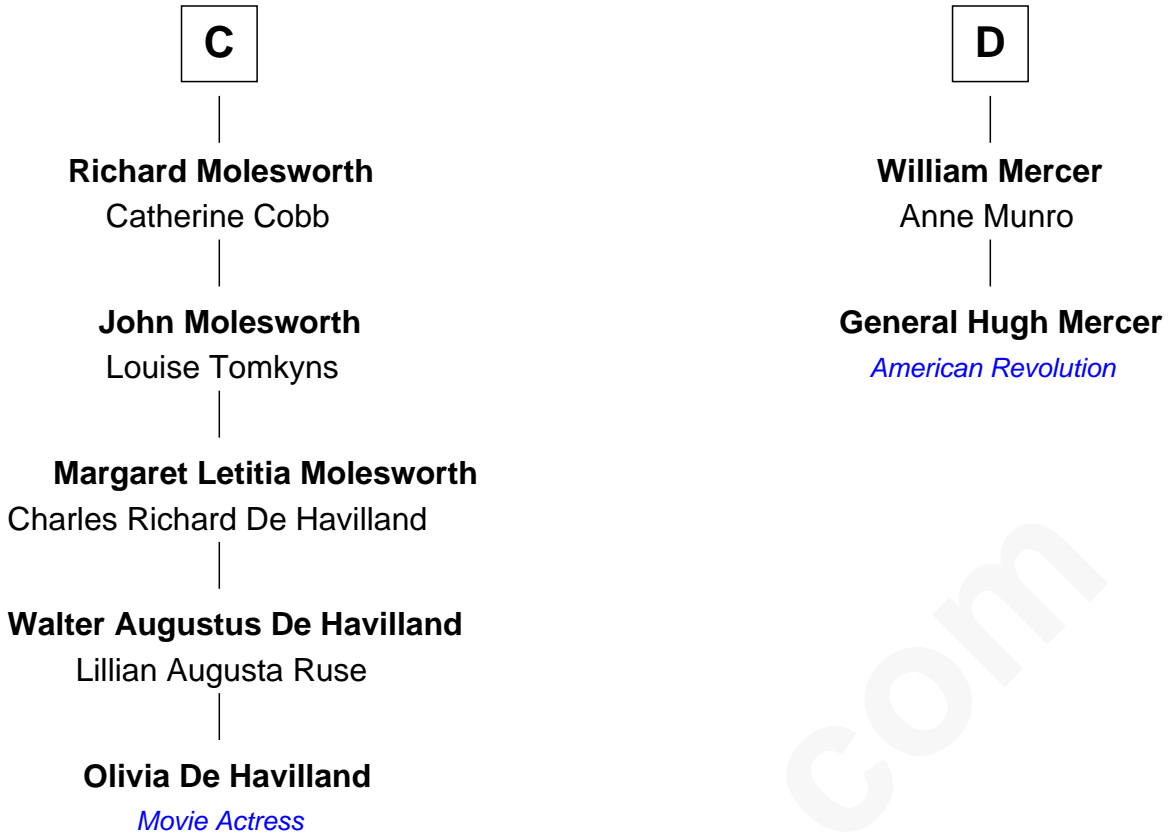 C
Richard Molesworth
Catherine Cobb
John Molesworth
Louise Tomkyns
Margaret Letitia Molesworth
Charles Richard De Havilland
Walter Augustus De Havilland
Lillian Augusta Ruse
Olivia De Havilland
Movie Actress
D
William Mercer
Anne Munro
General Hugh Mercer
American Revolution
com